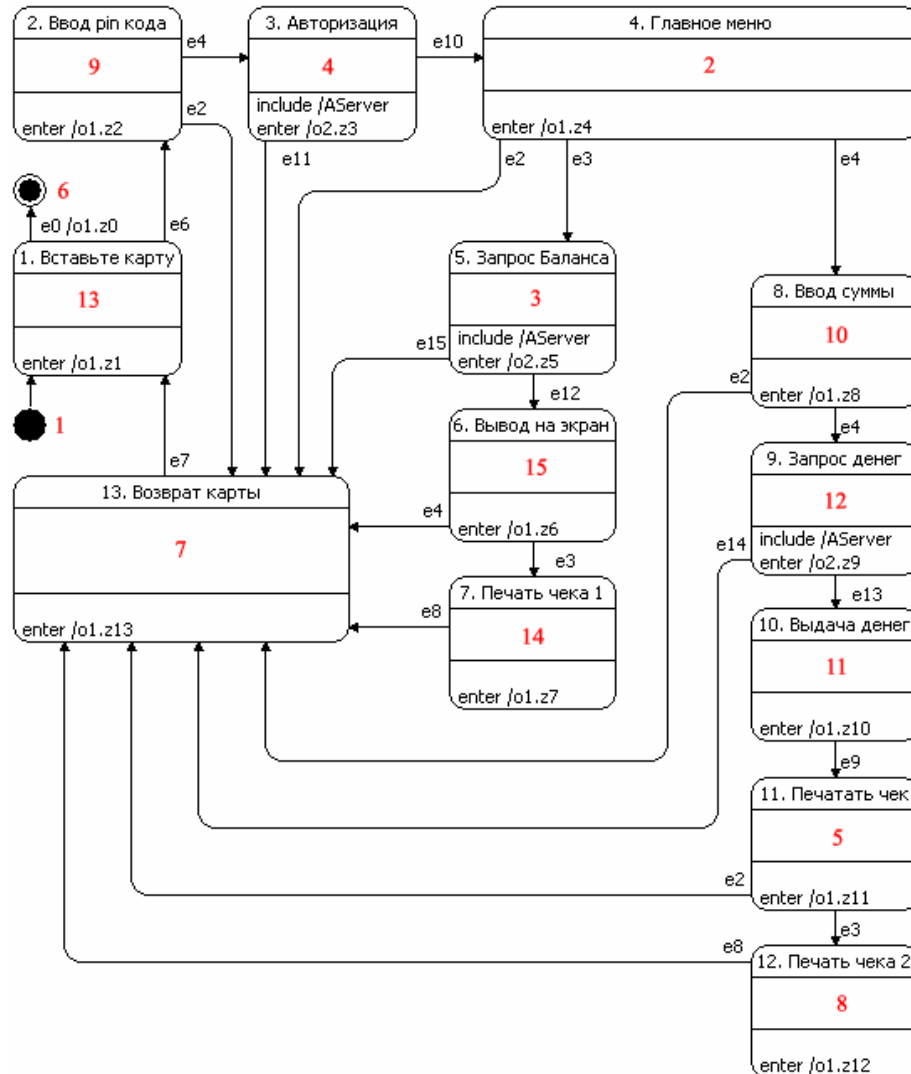 2. Ввод pin кода
9
enter /o1.z2
e4
3. Авторизация
4
include /AServer
enter /o2.z3
e10
4. Главное меню
2
enter /o1.z4
e2
e11
e2
e3
e4
6
e0 /o1.z0
e6
1. Вставьте карту
13
enter /o1.z1
1
e7
5. Запрос Баланса
3
include /AServer
enter /o2.z5
e15
e12
8. Ввод суммы
10
enter /o1.z8
e2
e4
6. Вывод на экран
15
enter /o1.z6
e4
e3
9. Запрос денег
12
include /AServer
enter /o2.z9
e14
e13
13. Возврат карты
7
enter /o1.z13
7. Печать чека 1
14
enter /o1.z7
e8
10. Выдача денег
11
enter /o1.z10
e9
11. Печатать чек
5
enter /o1.z11
e2
e3
e8
12. Печать чека 2
8
enter /o1.z12